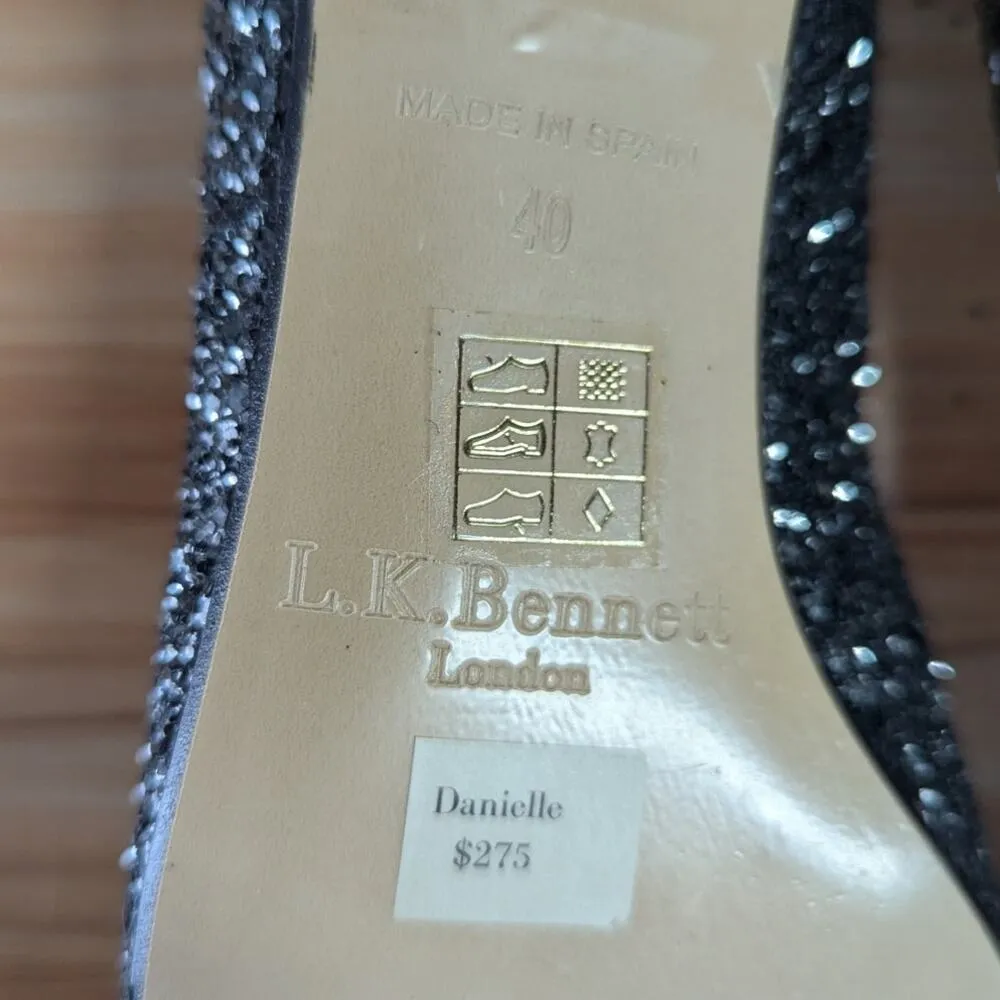 MADE IN SPAIN
40
L.K.Bennett
London
Danielle
$275